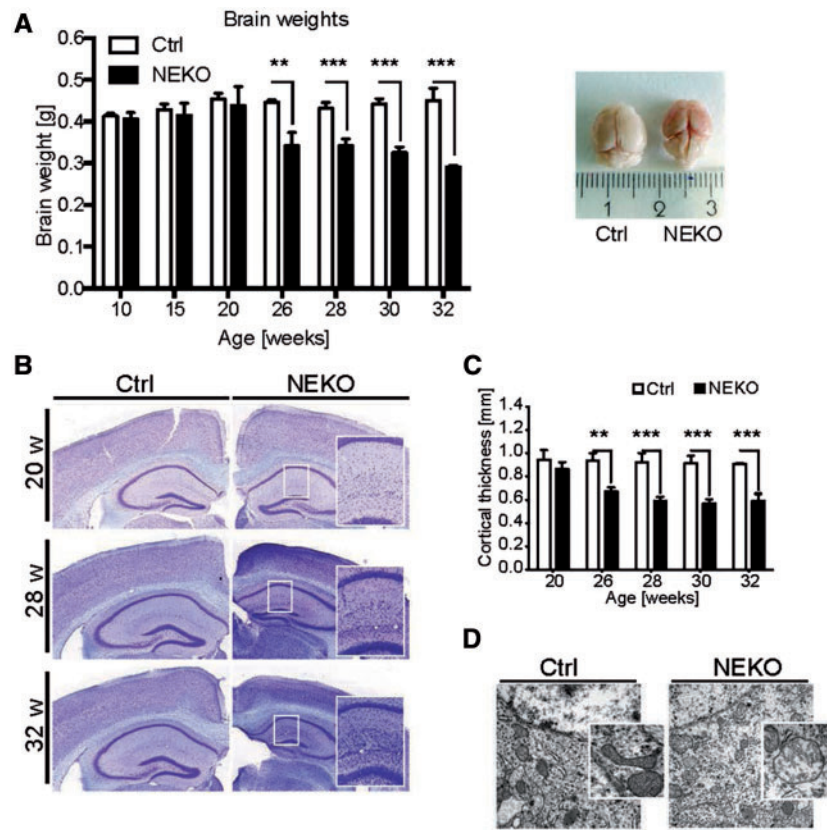 A
Brain weights
Ctrl
NEKO
** *** *** ***
Brain weight [g]
0.6
0.5
0.4
0.3
0.2
0.1
0.0
10 15 20 26 28 30 32
Age [weeks]
1 2 3
Ctrl NEKO
B
Ctrl NEKO
20 w
28 w
32 w
C
Ctrl NEKO
** *** *** ***
Cortical thickness [mm]
1.4
1.0
0.8
0.6
0.4
0.2
0.0
20 26 28 30 32
Age [weeks]
D
Ctrl NEKO